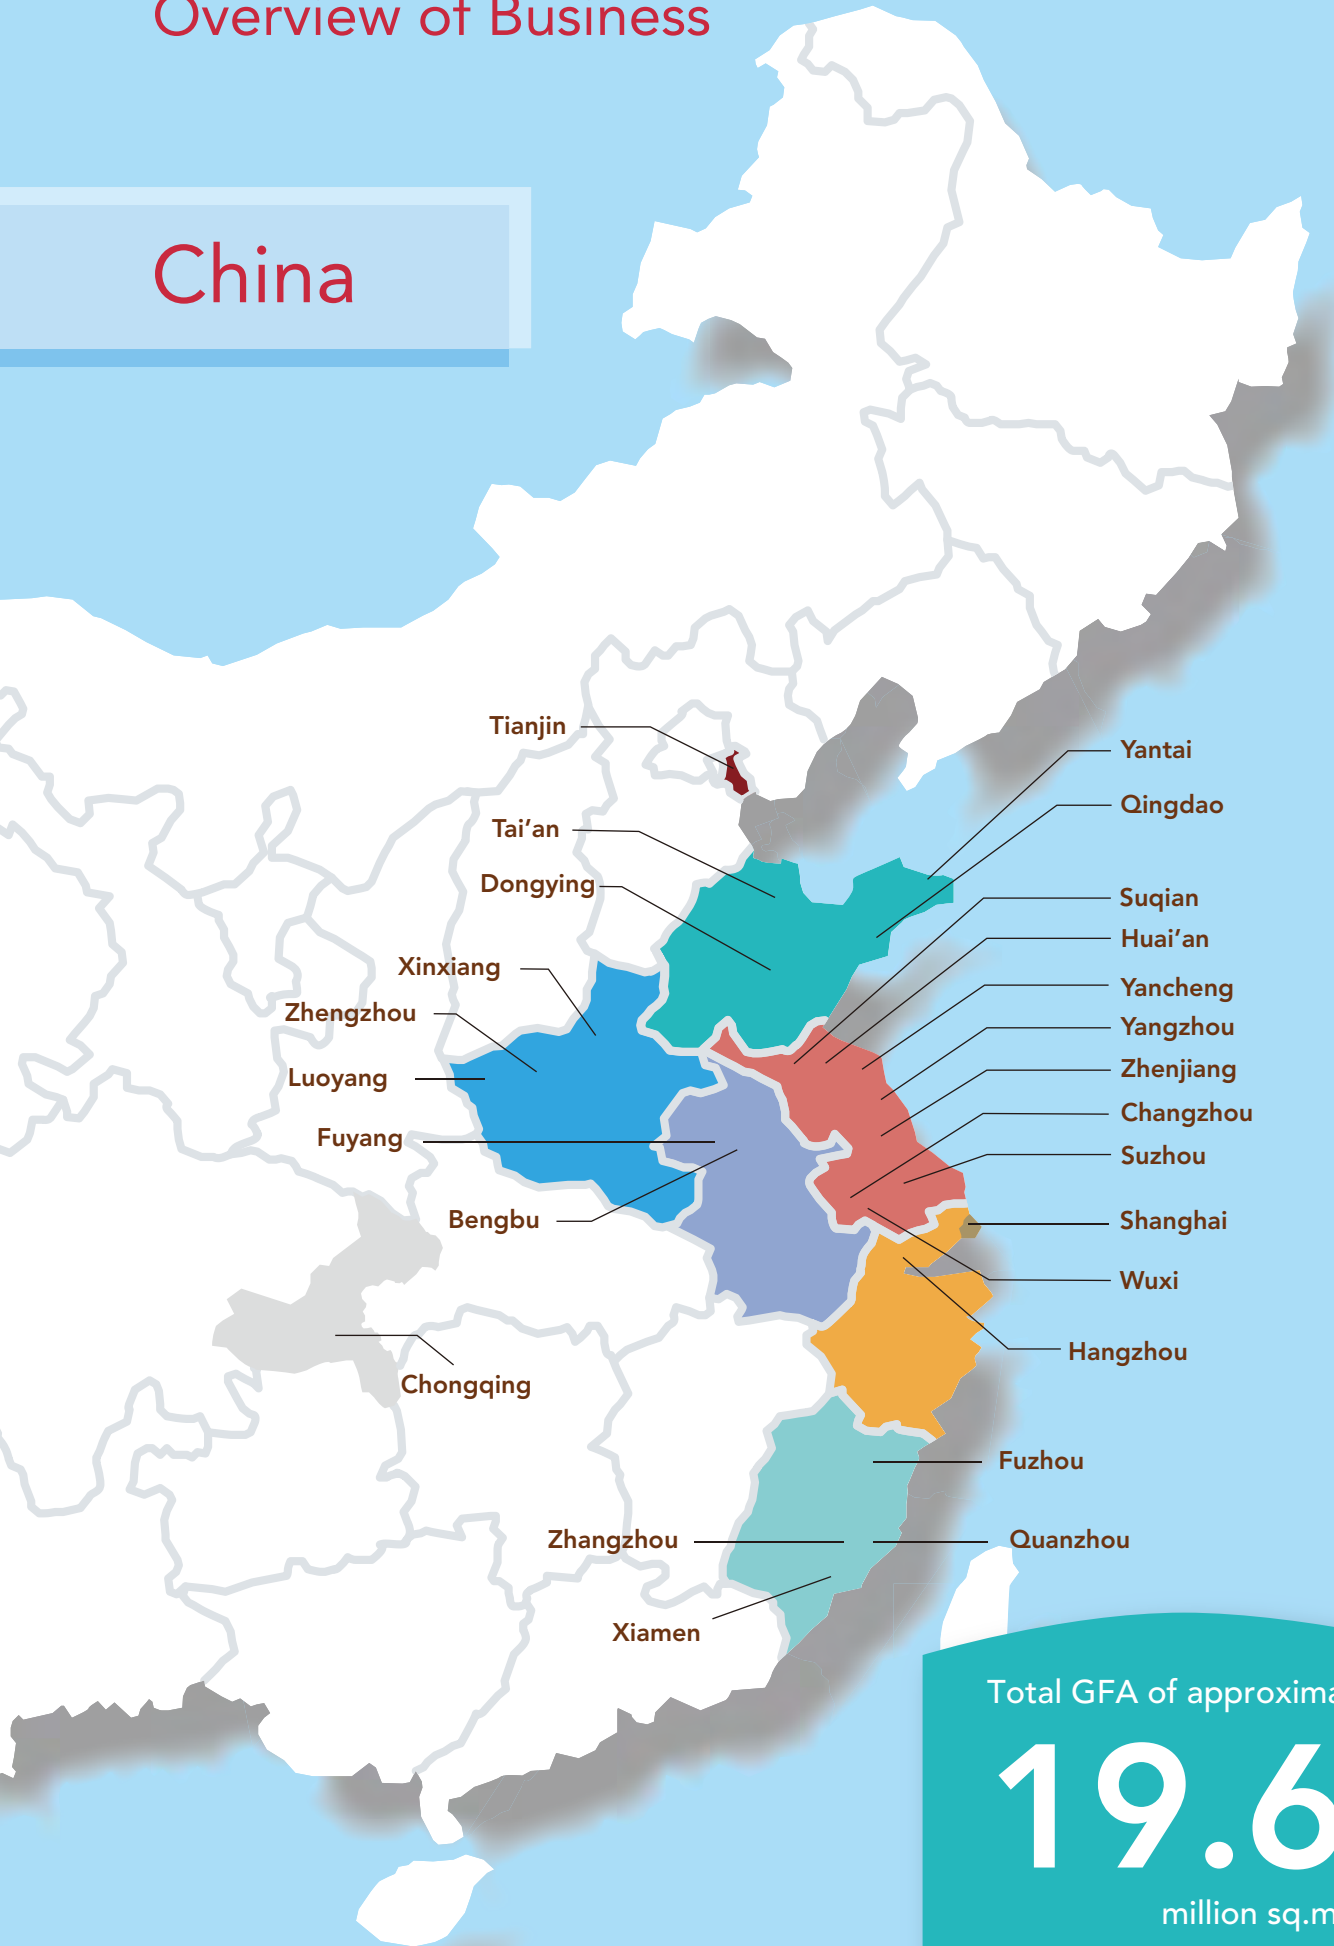 Overview of Business
China
Tianjin
Tai'an
Dongying
Xinxiang
Zhengzhou
Luoyang
Fuyang
Bengbu
Chongqing
Yantai
Qingdao
Suqian
Huai'an
Yancheng
Yangzhou
Zhenjiang
Changzhou
Suzhou
Shanghai
Wuxi
Hangzhou
Fuzhou
Zhangzhou
Quanzhou
Xiamen
Total GFA of
19.6
million sq.m